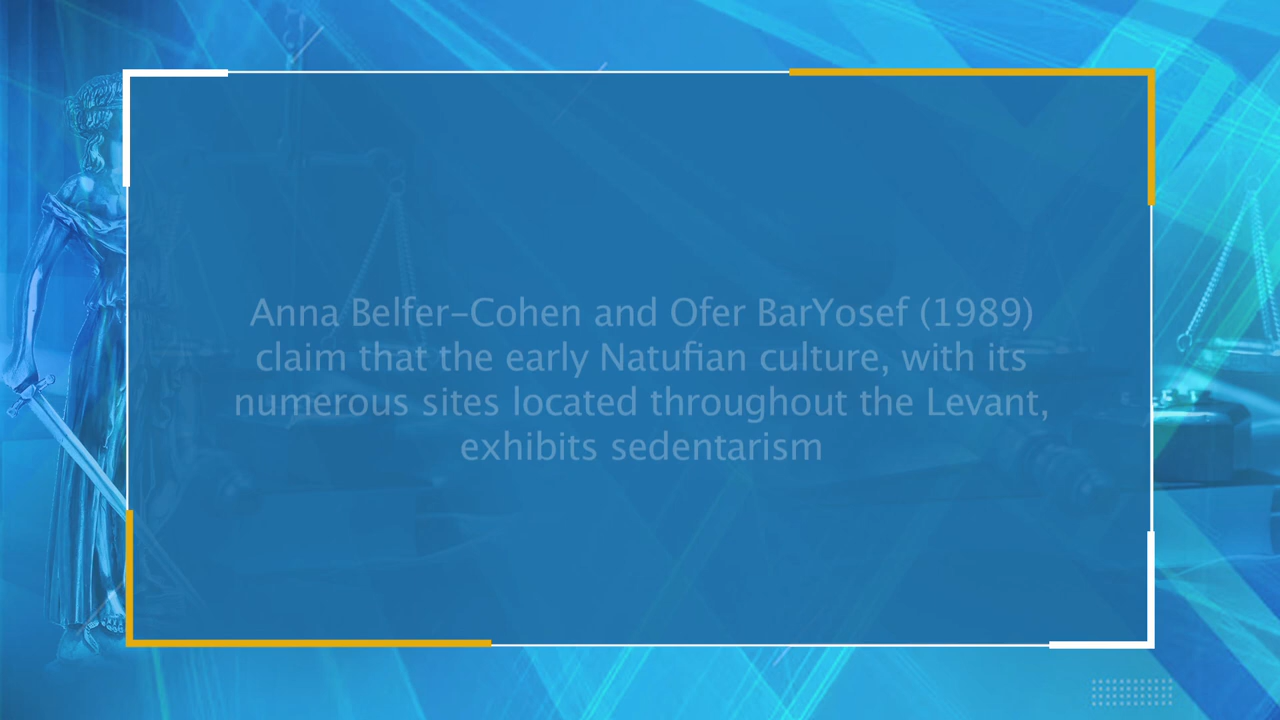 Anna Belfer-Cohen and Ofer BarYosef (1989)
claim that the early Natufian culture, with its
numerous sites located throughout the Levant,
exhibits sedentarism